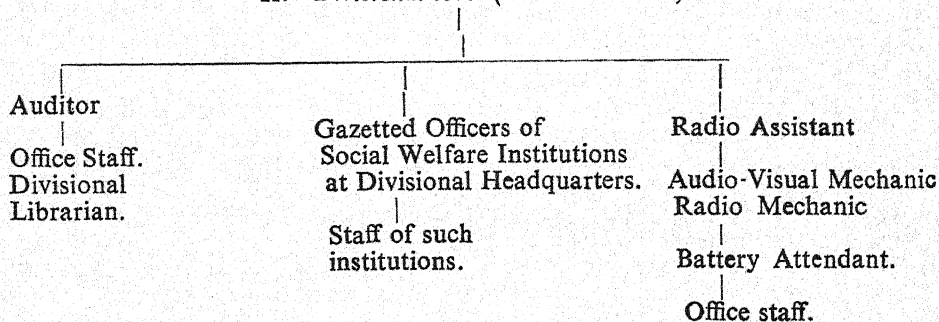 Auditor
Office Staff.
Divisional
Librarian.
Gazetted Officers of
Social Welfare Institutions
at Divisional Headquarters.
Staff of such
institutions.
Radio Assistant
Audio-Visual Mechanic
Radio Mechanic
Battery Attendant.
Office staff.